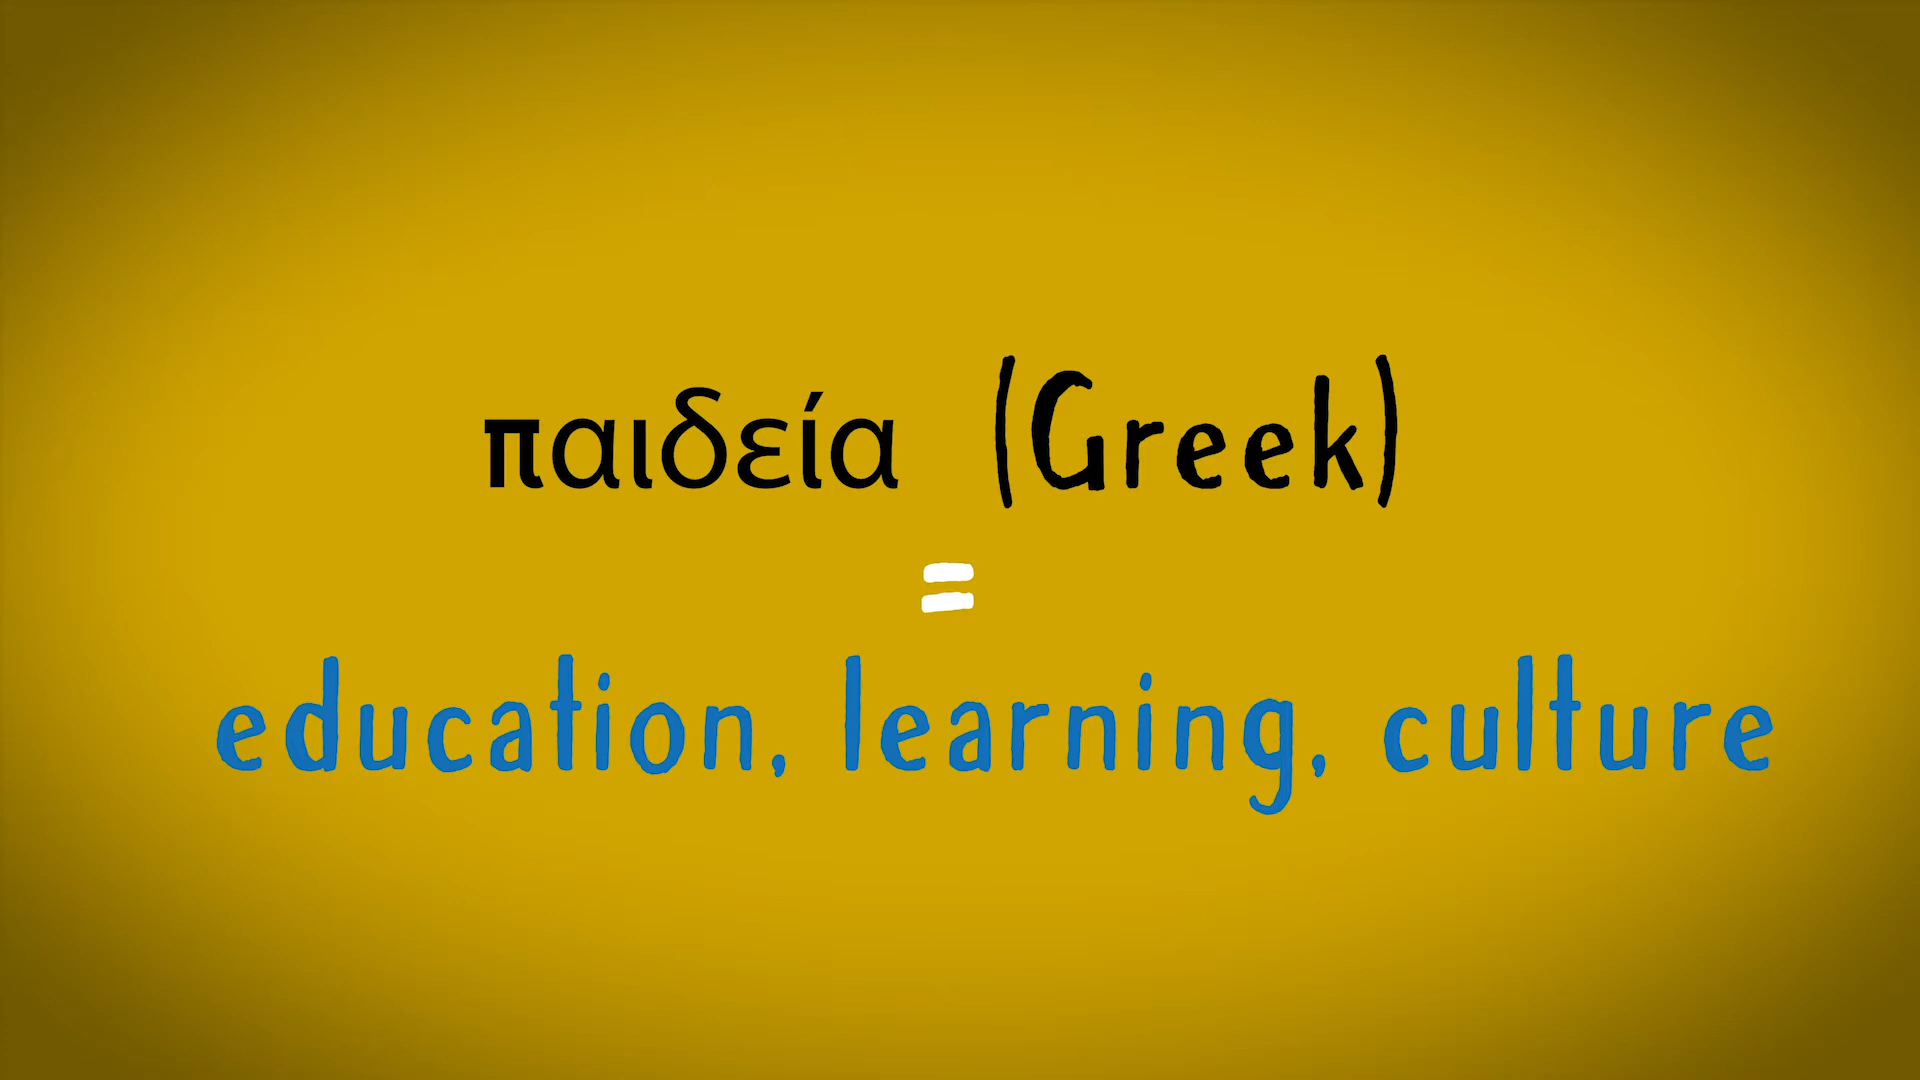 παιδεία (Greek)
=
education, learning, culture